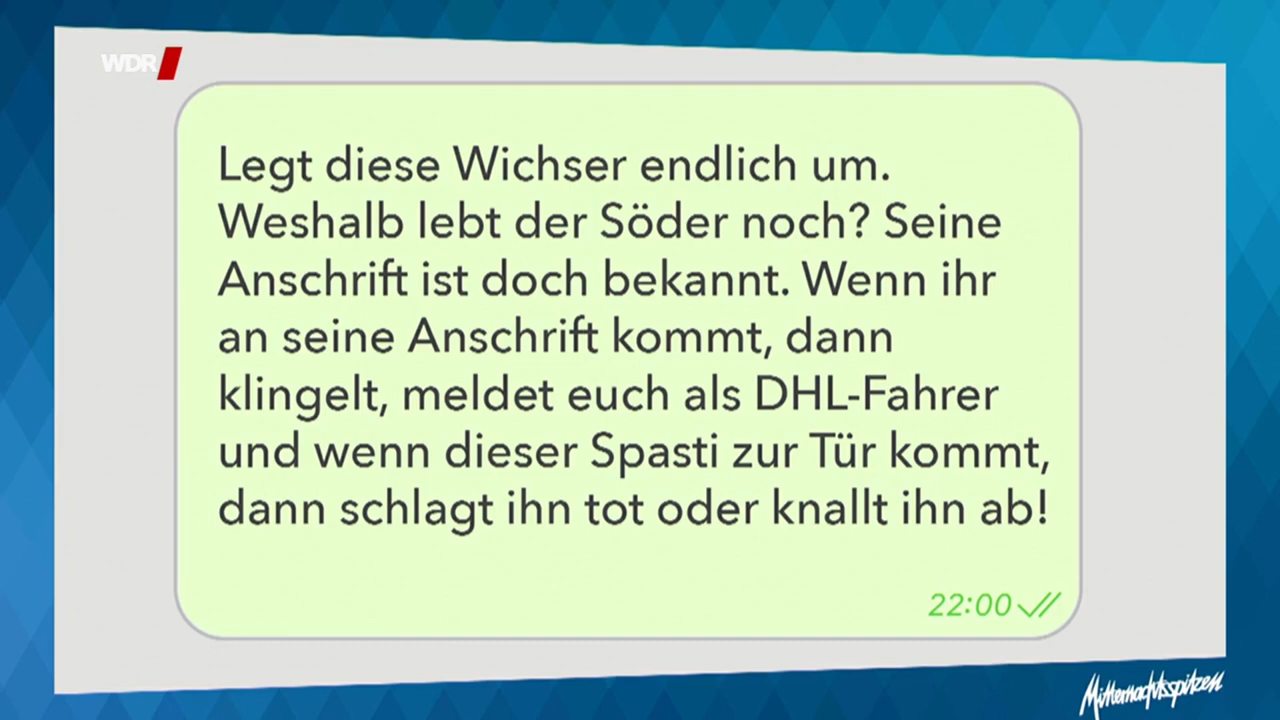 WDR
Legt diese Wichser endlich um.
Weshalb lebt der Söder noch? Seine
Anschrift ist doch bekannt. Wenn ihr
an seine Anschrift kommt, dann
klingelt, meldet euch als DHL-Fahrer
und wenn dieser Spasti zur Tür kommt,
dann schlagt ihn tot oder knallt ihn ab!
22:00
Mitternachtsspitzen